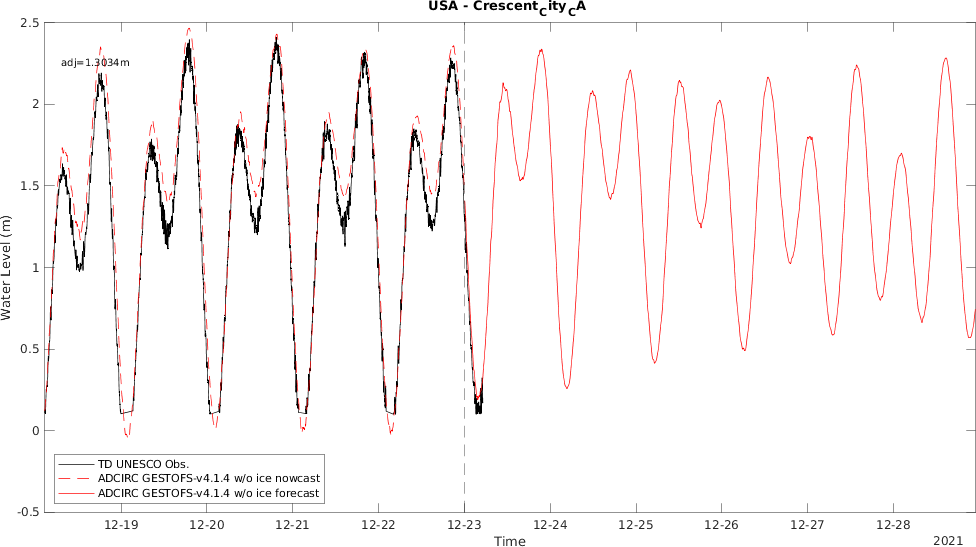 USA - Crescent_City_CA
2.5
adj=1.3034m
2
1.5
1
0.5
0
-0.5
Water Level (m)
TD UNESCO Obs.
ADCIRC GESTOFS-v4.1.4 w/o ice nowcast
ADCIRC GESTOFS-v4.1.4 w/o ice forecast
12-19 12-20 12-21 12-22 12-23 12-24 12-25 12-26 12-27 12-28
Time
2021